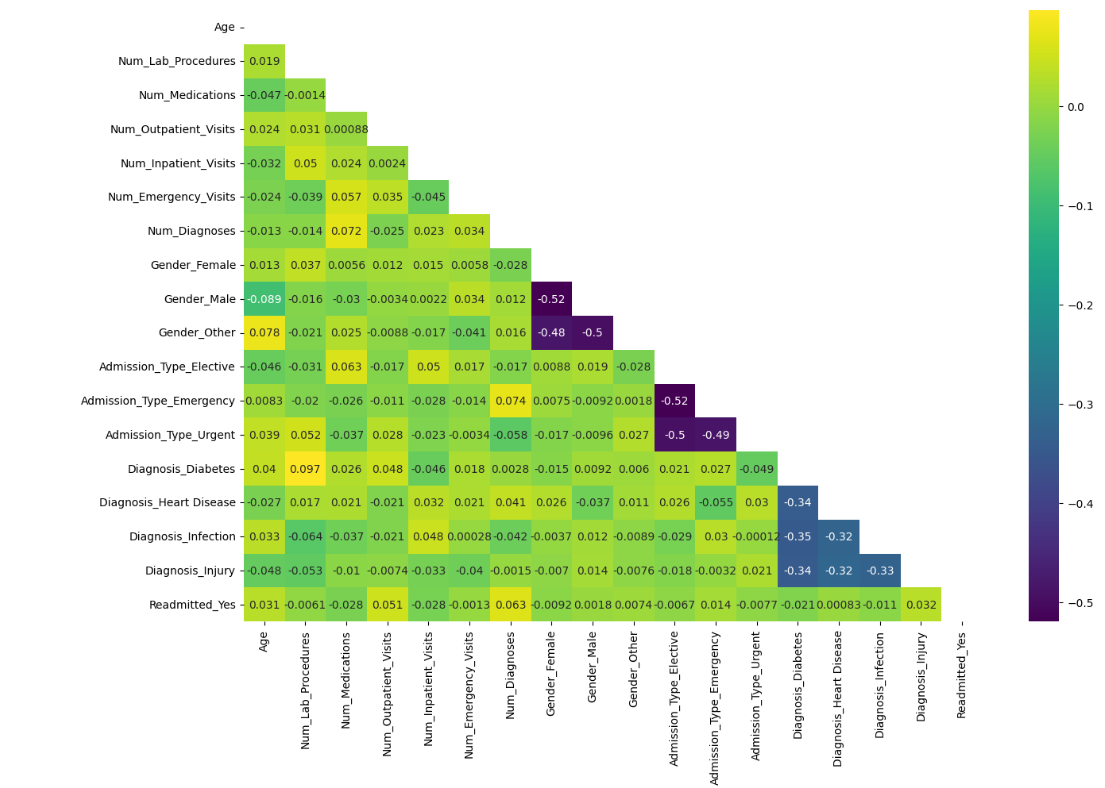 Age
Num_Lab_Procedures 0.019
Num_Medications -0.047 -0.0014
Num_Outpatient_Visits 0.024 0.031 0.00088
Num_Inpatient_Visits -0.032 0.05 0.024 0.0024
Num_Emergency_Visits -0.024 -0.039 0.057 0.035 -0.045
Num_Diagnoses -0.013 -0.014 0.072 -0.025 0.023 0.034
Gender_Female 0.013 0.037 0.0056 0.012 0.015 0.0058 -0.028
Gender_Male -0.089 -0.016 -0.03 -0.0034 0.0022 0.034 0.012 -0.52
Gender_Other 0.078 -0.021 0.025 -0.0088 -0.017 -0.041 0.016 -0.48 -0.5
Admission_Type_Elective -0.046 -0.031 0.063 -0.017 0.05 0.017 -0.017 0.0088 0.019 -0.028
Admission_Type_Emergency 0.0083 -0.02 -0.026 -0.011 -0.028 -0.014 0.074 0.0075 -0.0092 0.0018 -0.52
Admission_Type_Urgent 0.039 0.052 -0.037 0.028 -0.023 -0.0034 -0.058 -0.017 -0.0096 0.027 -0.5 -0.49
Diagnosis_Diabetes 0.04 0.097 0.026 0.048 -0.046 0.018 0.0028 -0.015 0.0092 0.006 0.021 0.027 -0.049
Diagnosis_Heart Disease -0.027 0.017 0.021 -0.021 0.032 0.021 0.041 0.026 -0.037 0.011 0.026 -0.055 0.03 -0.34
Diagnosis_Infection 0.033 -0.064 -0.037 -0.021 0.048 0.00028 -0.042 -0.0037 0.012 -0.0089 -0.029 0.03 -0.00012 -0.35 -0.32
Diagnosis_Injury -0.048 -0.053 -0.01 -0.0074 -0.033 -0.04 -0.0015 -0.007 0.014 -0.0076 -0.018 -0.0032 0.021 -0.34 -0.32 -0.33
Readmitted_Yes 0.031 -0.0061 -0.028 0.051 -0.028 -0.0013 0.063 -0.0092 0.0018 0.0074 -0.0067 0.014 -0.0077 -0.021 0.00083 -0.011 0.032
Age
Num_Lab_Procedures
Num_Medications
Num_Outpatient_Visits
Num_Inpatient_Visits
Num_Emergency_Visits
Num_Diagnoses
Gender_Female
Gender_Male
Gender_Other
Admission_Type_Elective
Admission_Type_Emergency
Admission_Type_Urgent
Diagnosis_Diabetes
Diagnosis_Heart Disease
Diagnosis_Infection
Diagnosis_Injury
Readmitted_Yes
0.0
-0.1
-0.2
-0.3
-0.4
-0.5